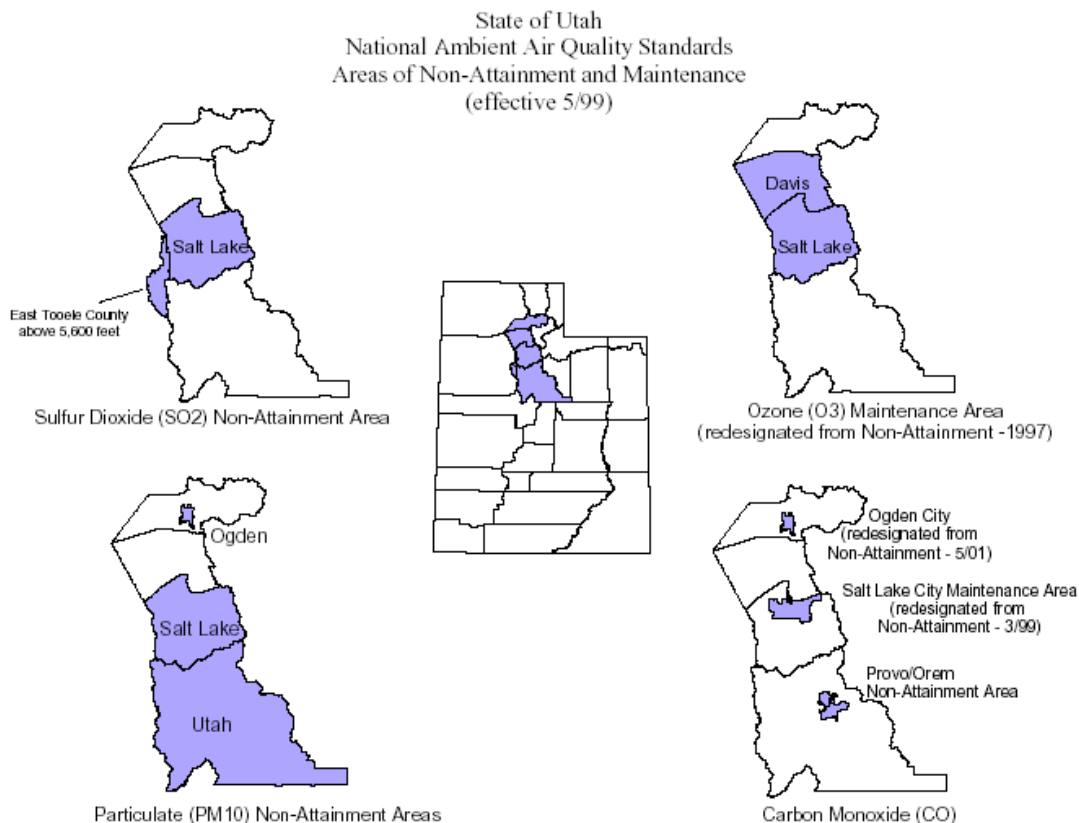 State of Utah
National Ambient Air Quality Standards
Areas of Non-Attainment and Maintenance
(effective 5/99)
Salt Lake
East Tooele County
above 5,600 feet
Sulfur Dioxide (SO2) Non-Attainment Area
Davis
Salt Lake
Ozone (O3) Maintenance Area
(redesignated from Non-Attainment -1997)
Ogden
Salt Lake
Utah
Particulate (PM10) Non-Attainment Areas
Ogden City
(redesignated from
Non-Attainment - 5/01)
Salt Lake City Maintenance Area
(redesignated from
Non-Attainment - 3/99)
Provo/Orem
Non-Attainment Area
Carbon Monoxide (CO)